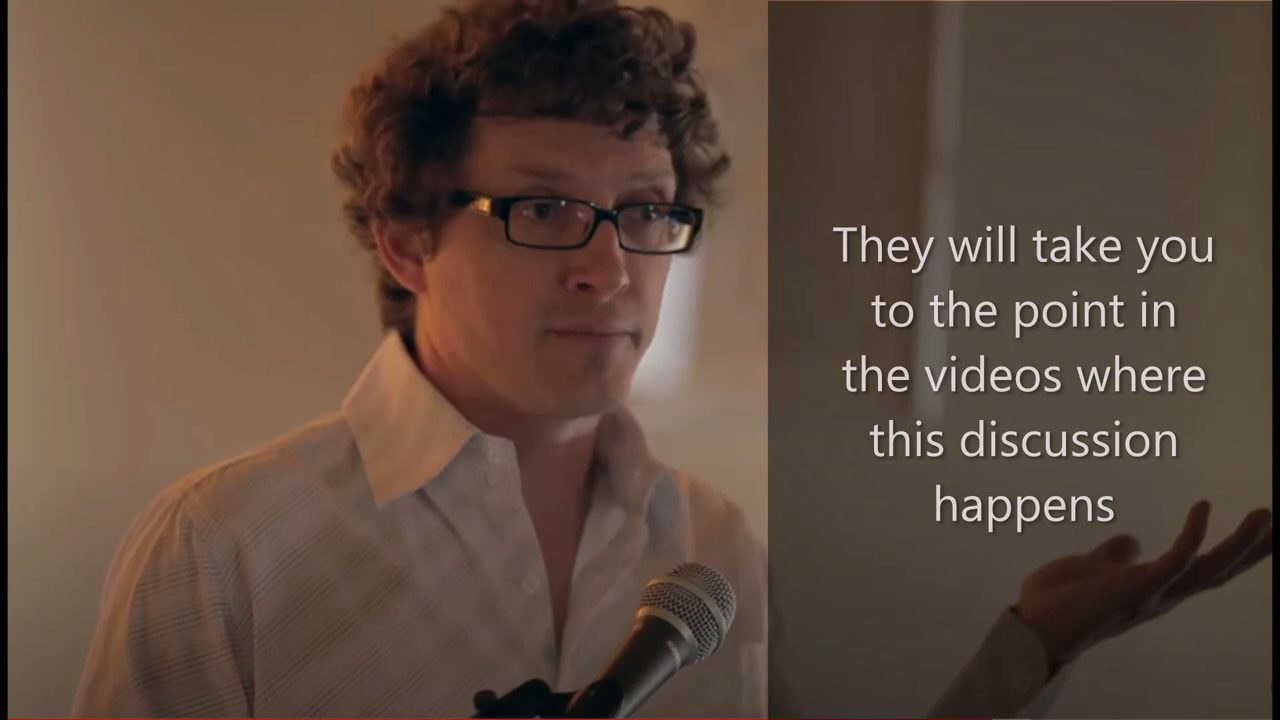 They will take you
to the point in
the videos where
this discussion
happens